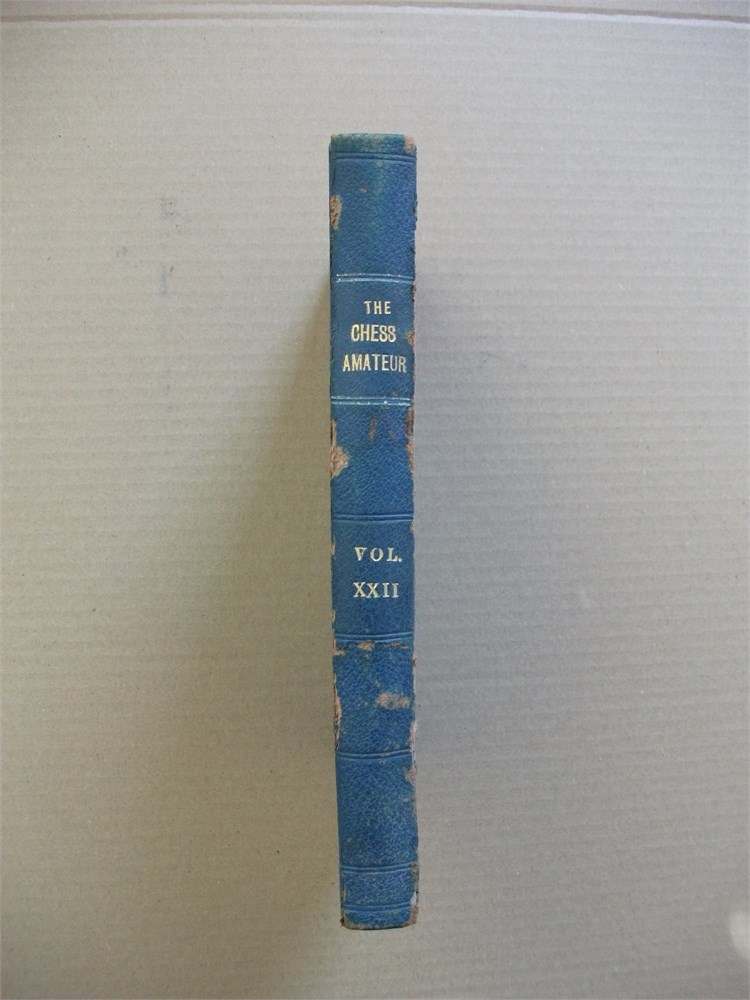 THE
CHESS
AMATEUR
VOL.
XXII